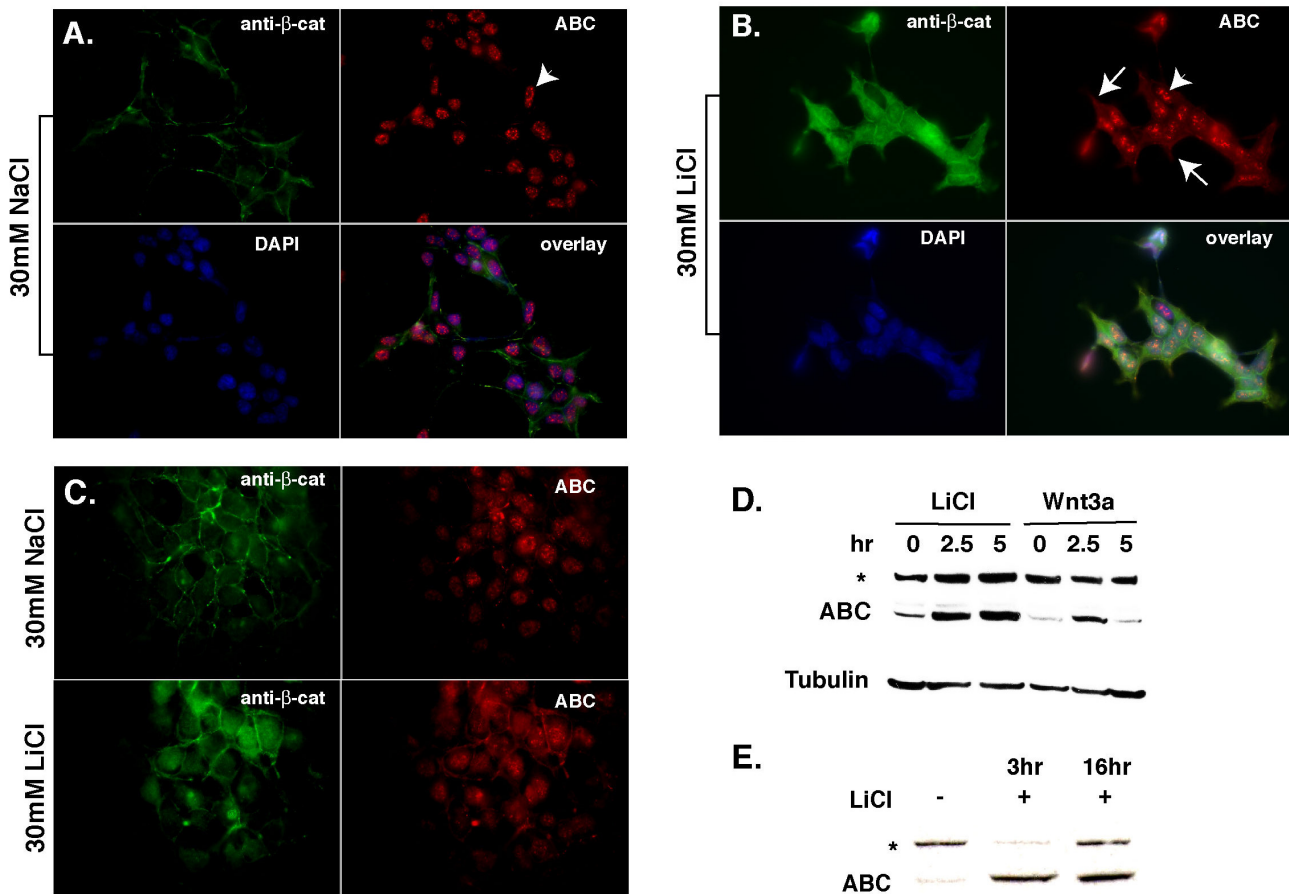 A.
anti-β-cat
ABC
30mM NaCl
DAPI
overlay
B.
anti-β-cat
ABC
30mM LiCl
DAPI
overlay
C.
anti-β-cat
ABC
30mM NaCl
anti-β-cat
ABC
30mM LiCl
D.
LiCl Wnt3a
hr 0 2.5 5 0 2.5 5
*
ABC
Tubulin
E.
3hr 16hr
LiCl - + +
*
ABC